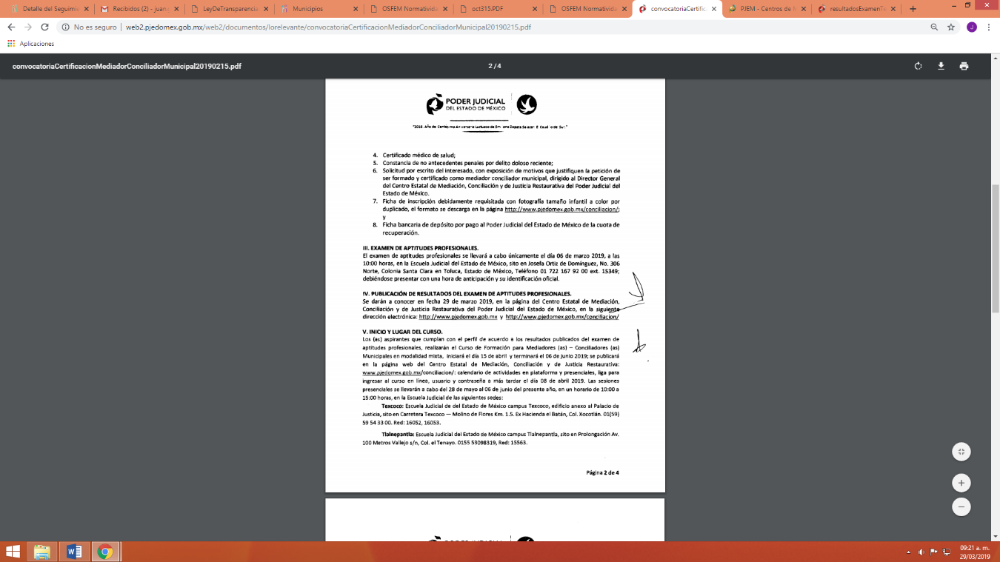 Detalle del Seguimie
Recibidos (2) - juana
LeyDeTransparencia
Municipios
OSFEM Normativida
oct315.PDF
OSFEM Normativida
convocatoriaCertific
PJEM - Centros de M
resultadosExamenTe
No es seguro | web2.pjedomex.gob.mx/web2/documentos/lorelevante/convocatoriaCertificacionMediadorConciliadorMunicipal20190215.pdf
J
Aplicaciones
convocatoriaCertificacionMediadorConciliadorMunicipal20190215.pdf
2 / 4
PODER JUDICIAL
DEL ESTADO DE MÉXICO
"2019. Año del Centésimo Aniversario Luctuoso de Emiliano Zapata Salazar. El Caudillo del Sur."
4. Certificado médico de salud;
5. Constancia de no antecedentes penales por delito doloso reciente;
6. Solicitud por escrito del interesado, con exposición de motivos que justifiquen la petición de
ser formado y certificado como mediador conciliador municipal, dirigido al Director General
del Centro Estatal de Mediación, Conciliación y de Justicia Restaurativa del Poder Judicial del
Estado de México.
7. Ficha de inscripción debidamente requisitada con fotografía tamaño infantil a color por
duplicado, el formato se descarga en la página http://www.pjedomex.gob.mx/conciliacion/;
y
8. Ficha bancaria de depósito por pago al Poder Judicial del Estado de México de la cuota de
recuperación.
III. EXAMEN DE APTITUDES PROFESIONALES.
El examen de aptitudes profesionales se llevará a cabo únicamente el día 06 de marzo 2019, a las
10:00 horas, en la Escuela Judicial del Estado de México, sito en Josefa Ortiz de Domínguez, No. 306
Norte, Colonia Santa Clara en Toluca, Estado de México, Teléfono 01 722 167 92 00 ext. 15349;
debiéndose presentar con una hora de anticipación y su identificación oficial.
IV. PUBLICACIÓN DE RESULTADOS DEL EXAMEN DE APTITUDES PROFESIONALES.
Se darán a conocer en fecha 29 de marzo 2019, en la página del Centro Estatal de Mediación,
Conciliación y de Justicia Restaurativa del Poder Judicial del Estado de México, en la siguiente
dirección electrónica: http://www.pjedomex.gob.mx y http://www.pjedomex.gob.mx/conciliacion/
V. INICIO Y LUGAR DEL CURSO.
Los (as) aspirantes que cumplan con el perfil de acuerdo a los resultados publicados del examen de
aptitudes profesionales, realizarán el Curso de Formación para Mediadores (as) – Conciliadores (as)
Municipales en modalidad mixta, iniciará el día 15 de abril y terminará el 06 de junio 2019; se publicará
en la página web del Centro Estatal de Mediación, Conciliación y de Justicia Restaurativa:
www.pjedomex.gob.mx/conciliacion/: calendario de actividades en plataforma y presenciales, liga para
ingresar al curso en línea, usuario y contraseña a más tardar el día 08 de abril 2019. Las sesiones
presenciales se llevarán a cabo del 28 de mayo al 06 de junio del presente año, en un horario de 10:00 a
15:00 horas, en la Escuela Judicial de las siguientes sedes:
Texcoco: Escuela Judicial de del Estado de México campus Texcoco, edificio anexo al Palacio de
Justicia, sito en Carretera Texcoco — Molino de Flores Km. 1.5. Ex Hacienda el Batán, Col. Xocotlán. 01(59)
59 54 33 00. Red: 16052, 16053.
Tlalnepantla: Escuela Judicial del Estado de México campus Tlalnepantla, sito en Prolongación Av.
100 Metros Vallejo s/n, Col. el Tenayo. 0155 53098319, Red: 15563.
Página 2 de 4
09:21 a. m.
29/03/2019